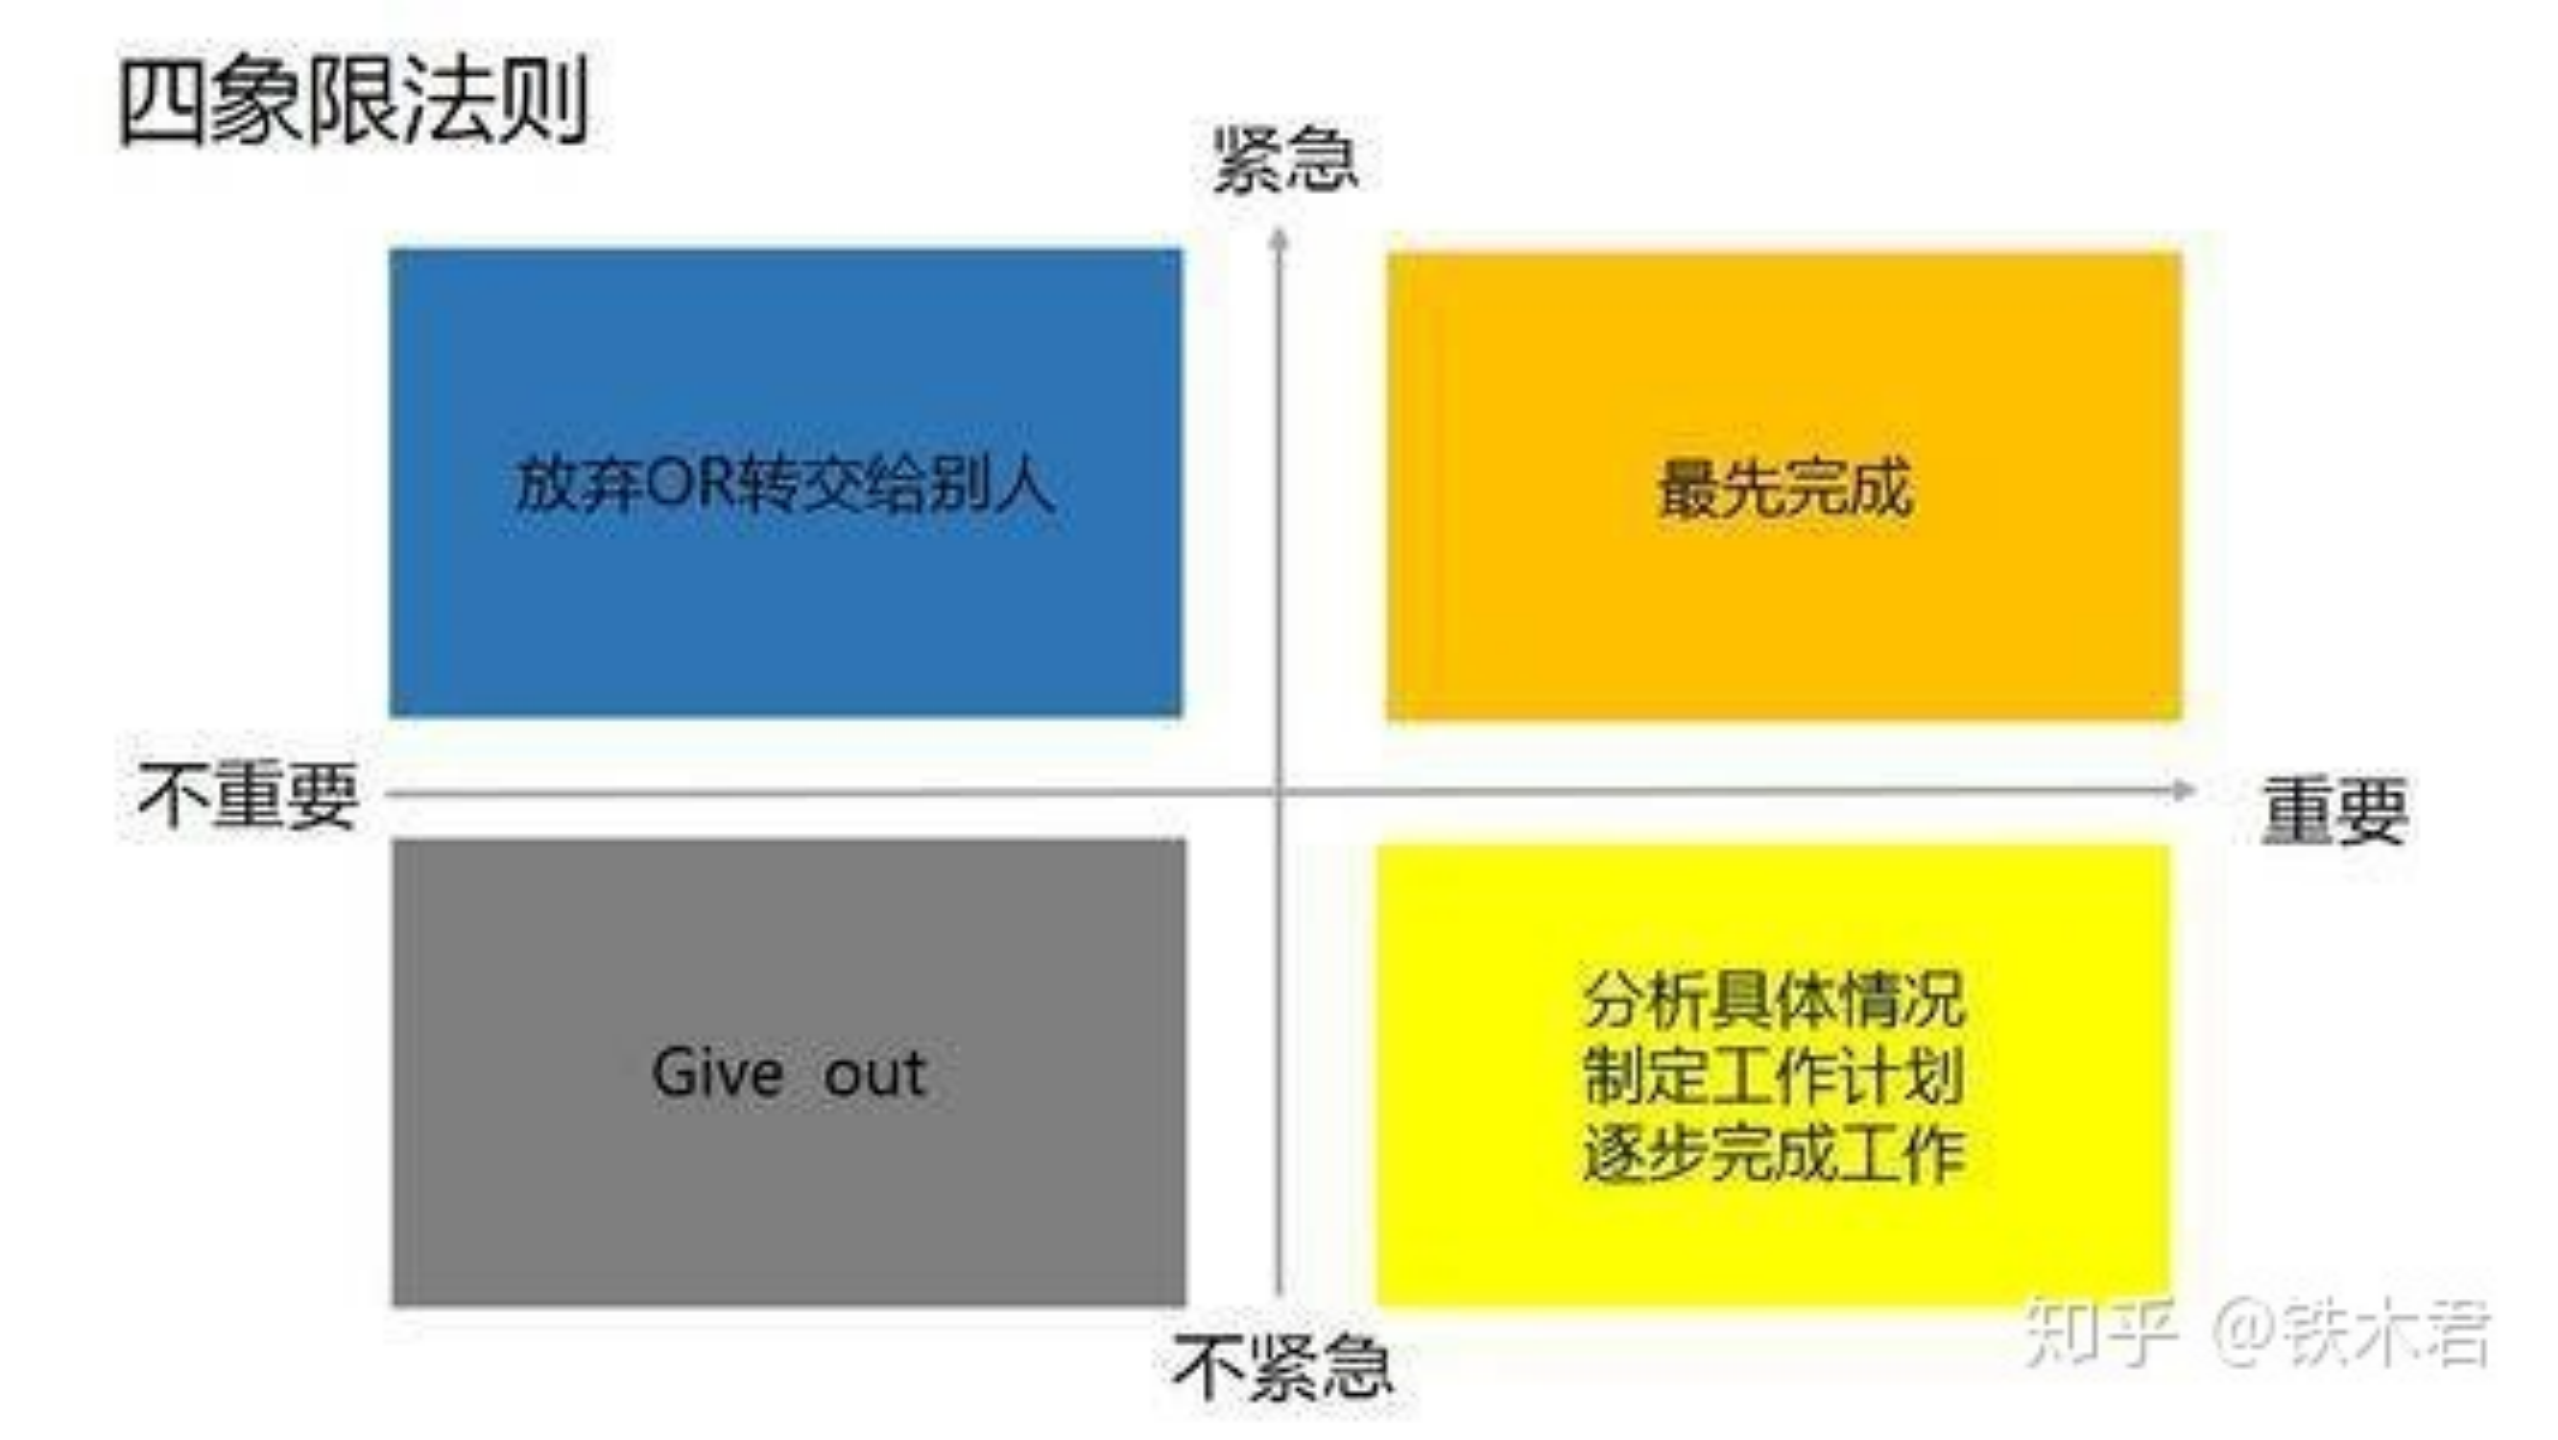 四象限法则
紧急
放弃OR转交给别人
最先完成
不重要
重要
Give out
分析具体情况
制定工作计划
逐步完成工作
不紧急
知乎 @铁木君